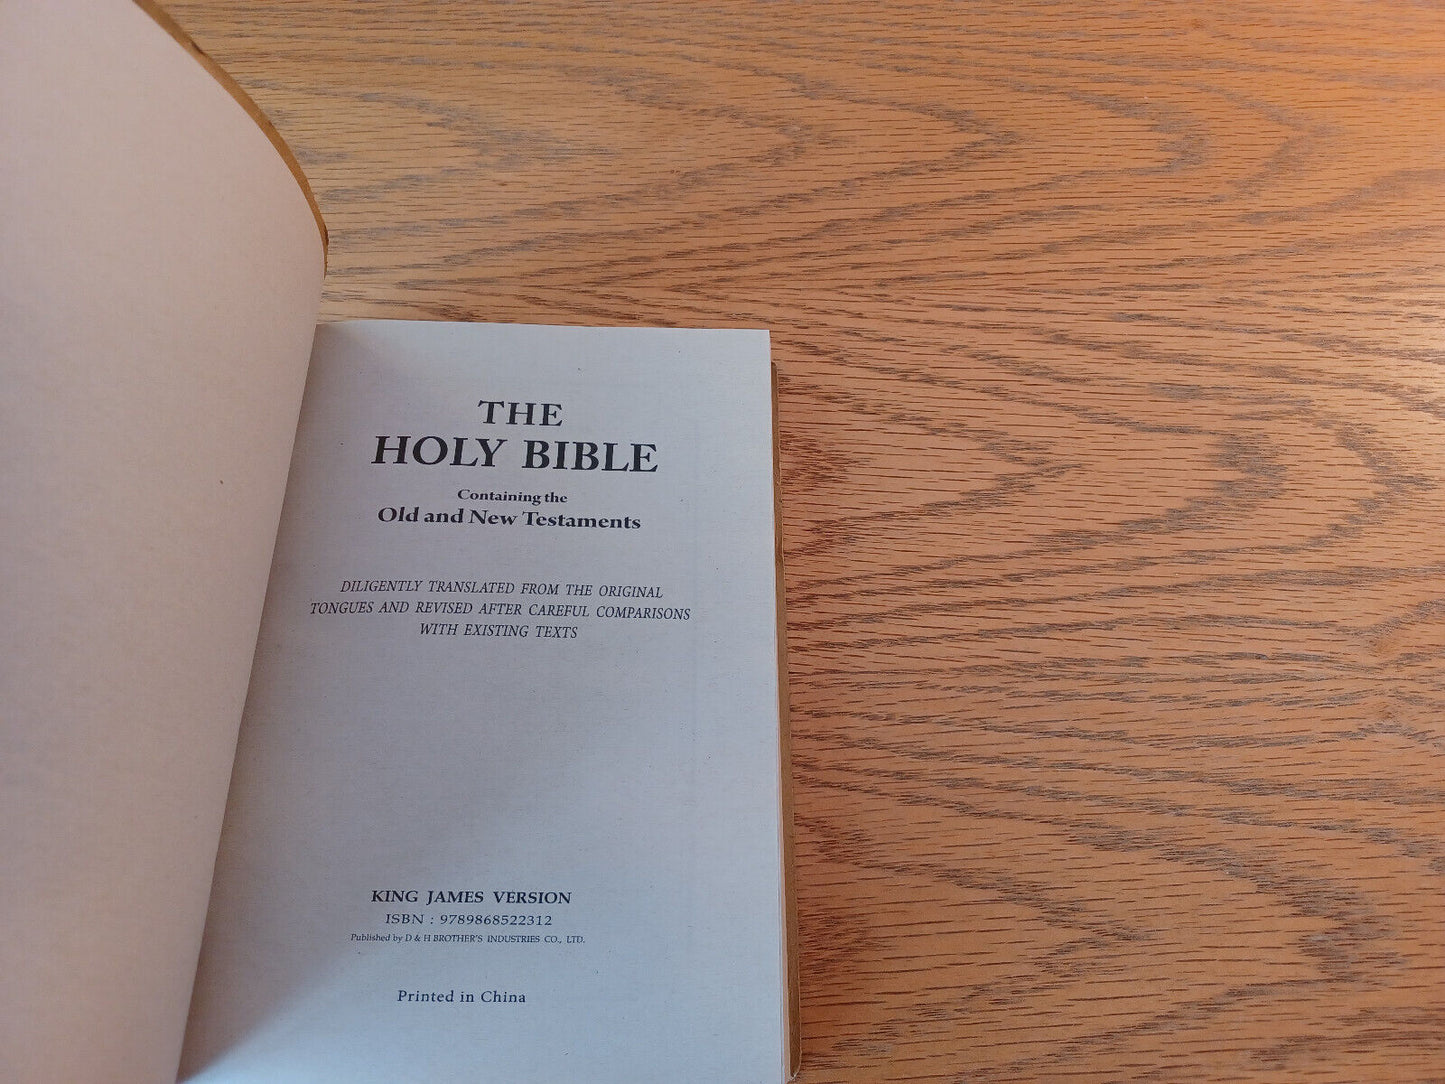 THE
HOLY BIBLE
Containing the
Old and New Testaments
DILIGENTLY TRANSLATED FROM THE ORIGINAL
TONGUES AND REVISED AFTER CAREFUL COMPARISONS
WITH EXISTING TEXTS
KING JAMES VERSION
ISBN : 9789868522312
Published by D & H BROTHER'S INDUSTRIES CO., LTD.
Printed in China